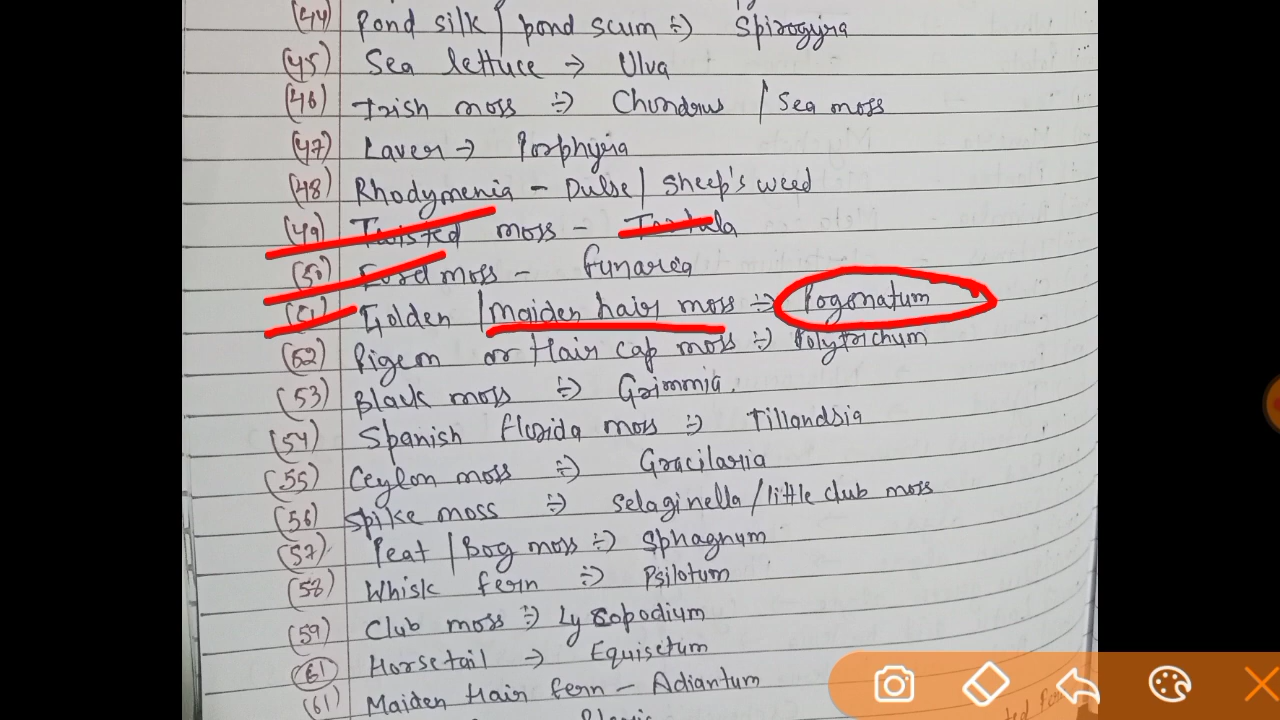 (44) Pond silk / pond scum ÷) Spirogyra
(45) Sea lettuce → Ulva
(46) Irish moss ÷) Chondrus / Sea moss
(47) Laver → Porphyria
(48) Rhodymenia - Dulse / Sheep's weed
(49) Twisted moss - Tortula
(50) Cord moss - funaria
(51) Golden / Maiden hair moss ÷) Pogonatum
(52) Pigem or Hair cap moss ÷) Polytrichum
(53) Black moss ÷) Grimmia.
(54) Spanish florida moss ÷) Tillandsia
(55) Ceylon moss ÷) Gracilaria
(56) Spike moss ÷) Selaginella / little club moss
(57) Peat / Bog moss ÷) Sphagnum
(58) Whisk fern ÷) Psilotum
(59) Club moss ÷) Lycopodium
(61) Horsetail → Equisetum
(61) Maiden Hair fern - Adiantum